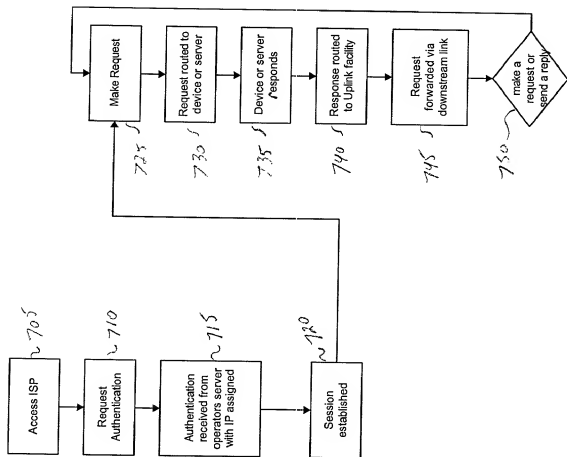 Access ISP
705
Request
Authentication
710
Authentication
received from
operators server
with IP assigned
715
Session
established
720
Make Request
725
Request routed to
device or server
730
Device or server
responds
735
Response routed
to Uplink facility
740
Request
forwarded via
downstream link
745
make a
request or
send a reply
750